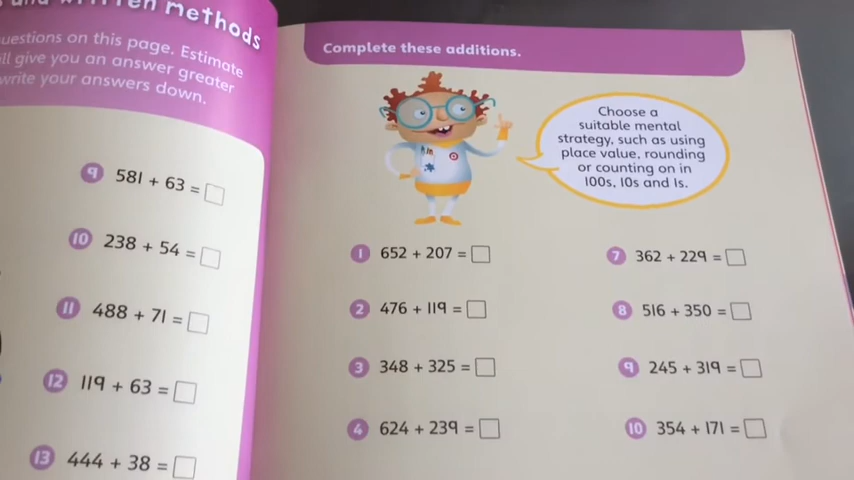 written methods
questions on this page. Estimate
will give you an answer greater
write your answers down.
9 581 + 63 =
10 238 + 54 =
11 488 + 71 =
12 119 + 63 =
13 444 + 38 =
Complete these additions.
Choose a
suitable mental
strategy, such as using
place value, rounding
or counting on in
100s, 10s and 1s.
1 652 + 207 =
2 476 + 119 =
3 348 + 325 =
4 624 + 239 =
7 362 + 229 =
8 516 + 350 =
9 245 + 319 =
10 354 + 171 =